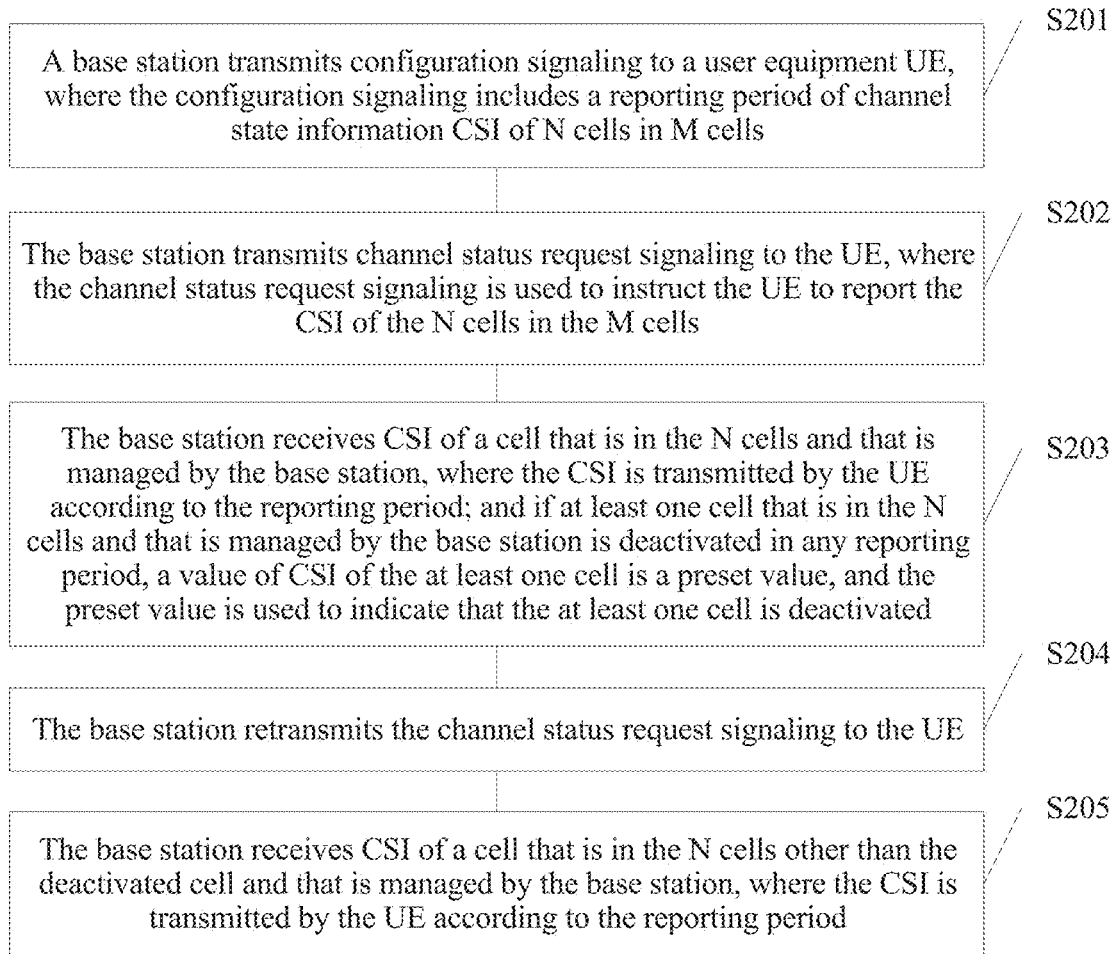 S201
A base station transmits configuration signaling to a user equipment UE,
where the configuration signaling includes a reporting period of channel
state information CSI of N cells in M cells
S202
The base station transmits channel status request signaling to the UE, where
the channel status request signaling is used to instruct the UE to report the
CSI of the N cells in the M cells
S203
The base station receives CSI of a cell that is in the N cells and that is
managed by the base station, where the CSI is transmitted by the UE
according to the reporting period; and if at least one cell that is in the N
cells and that is managed by the base station is deactivated in any reporting
period, a value of CSI of the at least one cell is a preset value, and the
preset value is used to indicate that the at least one cell is deactivated
S204
The base station retransmits the channel status request signaling to the UE
S205
The base station receives CSI of a cell that is in the N cells other than the
deactivated cell and that is managed by the base station, where the CSI is
transmitted by the UE according to the reporting period